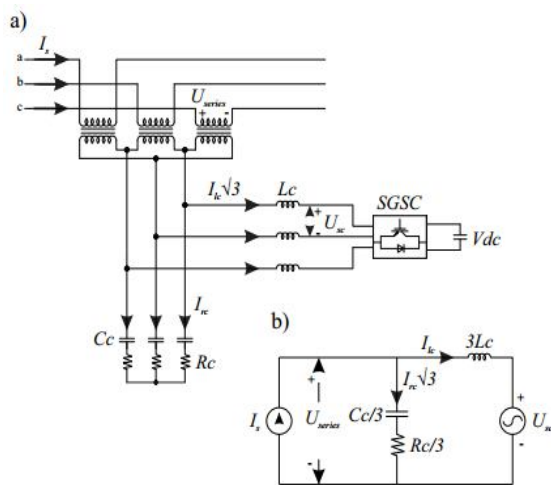 a)
I_s
a
b
c
U_series
+ -
I_lc√3
Lc
SGSC
+
U_sc
-
Vdc
I_rc
Cc
Rc
b)
I_lc
3Lc
+
I_rc√3
I_s
U_series
Cc/3
+
U_sc
-
Rc/3
-